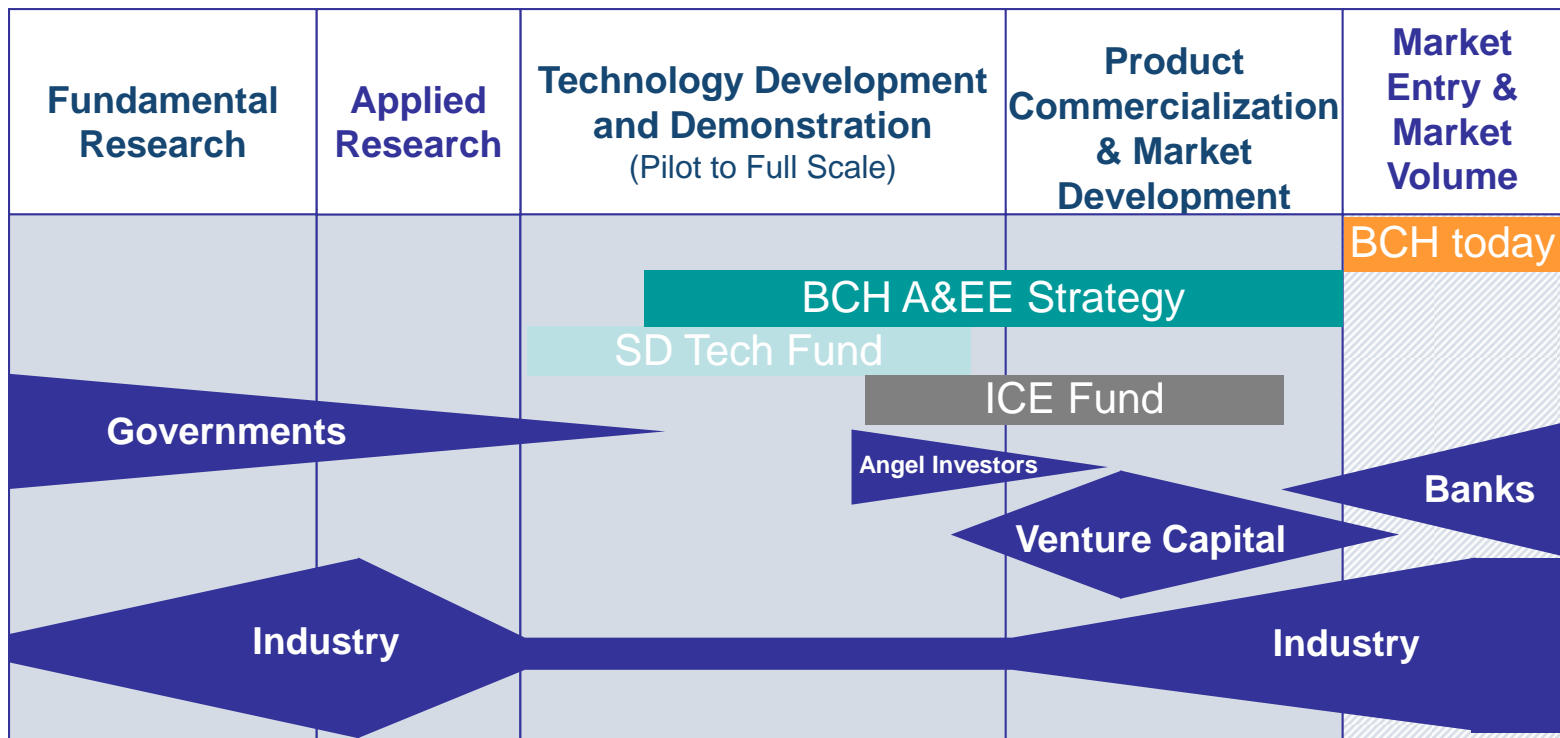 Fundamental
Research
Applied
Research
Technology Development
and Demonstration
(Pilot to Full Scale)
Product
Commercialization
& Market
Development
Market
Entry &
Market
Volume
BCH today
BCH A&EE Strategy
SD Tech Fund
ICE Fund
Governments
Angel Investors
Banks
Venture Capital
Industry
Industry